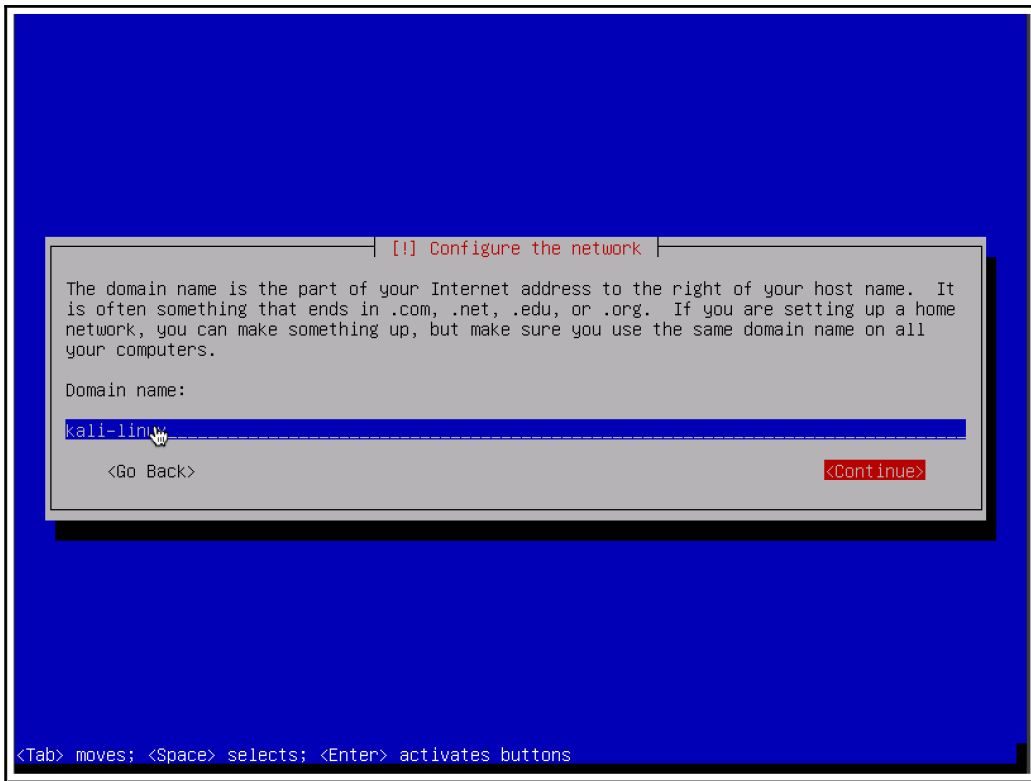 [!] Configure the network
The domain name is the part of your Internet address to the right of your host name.  It
is often something that ends in .com, .net, .edu, or .org.  If you are setting up a home
network, you can make something up, but make sure you use the same domain name on all
your computers.
Domain name:
kali-linux
<Go Back>
<Continue>
<Tab> moves; <Space> selects; <Enter> activates buttons